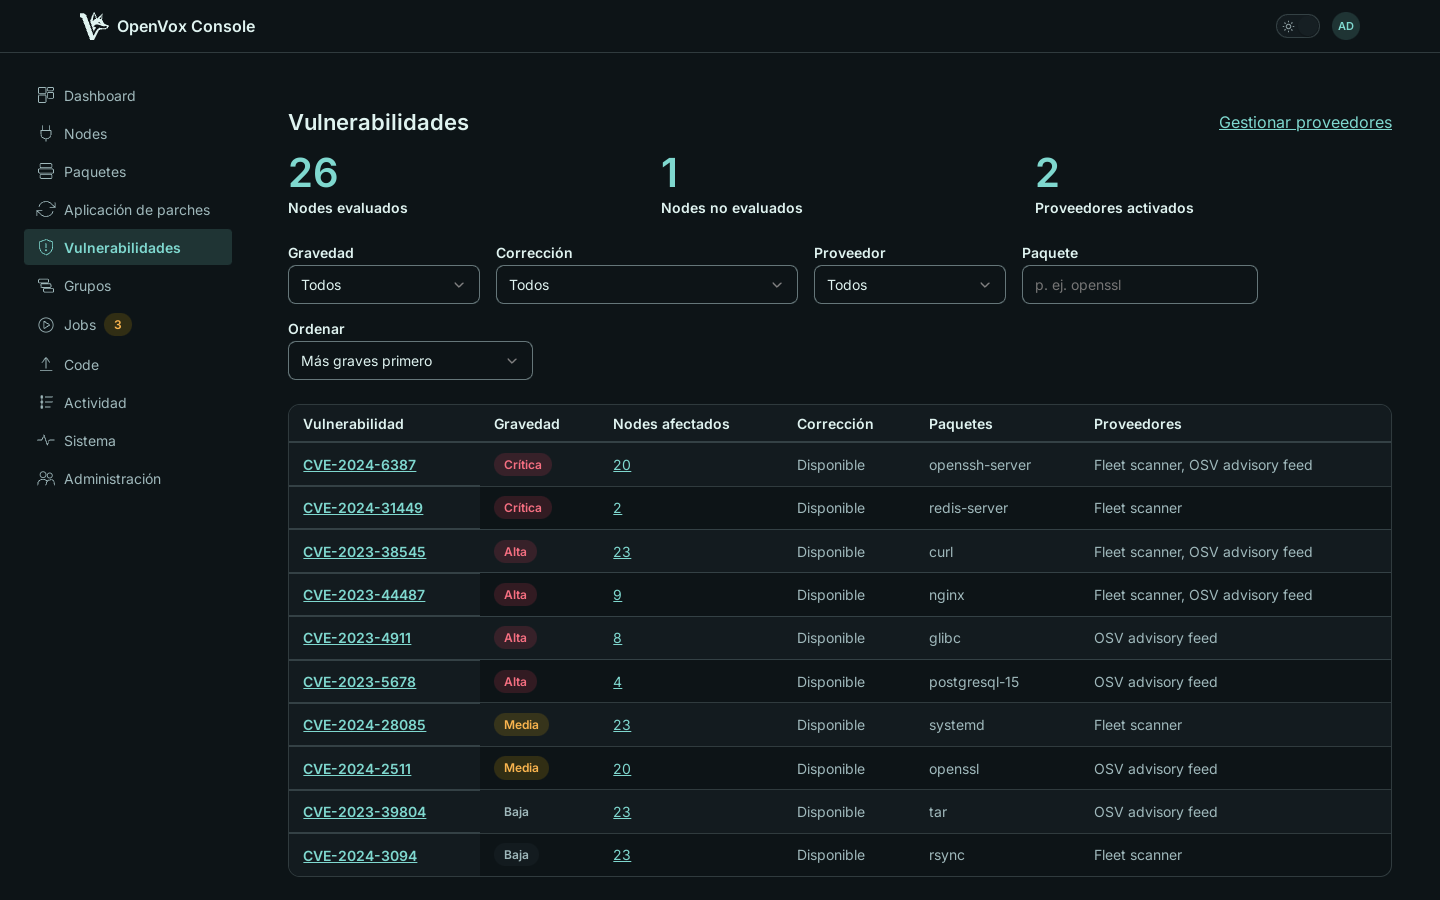 OpenVox Console
AD
Dashboard
Nodes
Paquetes
Aplicación de parches
Vulnerabilidades
Grupos
Jobs 3
Code
Actividad
Sistema
Administración
Vulnerabilidades
Gestionar proveedores
26
Nodes evaluados
1
Nodes no evaluados
2
Proveedores activados
Gravedad
Todos
Corrección
Todos
Proveedor
Todos
Paquete
p. ej. openssl
Ordenar
Más graves primero
Vulnerabilidad Gravedad Nodes afectados Corrección Paquetes Proveedores
CVE-2024-6387 Crítica 20 Disponible openssh-server Fleet scanner, OSV advisory feed
CVE-2024-31449 Crítica 2 Disponible redis-server Fleet scanner
CVE-2023-38545 Alta 23 Disponible curl Fleet scanner, OSV advisory feed
CVE-2023-44487 Alta 9 Disponible nginx Fleet scanner, OSV advisory feed
CVE-2023-4911 Alta 8 Disponible glibc OSV advisory feed
CVE-2023-5678 Alta 4 Disponible postgresql-15 OSV advisory feed
CVE-2024-28085 Media 23 Disponible systemd Fleet scanner
CVE-2024-2511 Media 20 Disponible openssl OSV advisory feed
CVE-2023-39804 Baja 23 Disponible tar OSV advisory feed
CVE-2024-3094 Baja 23 Disponible rsync Fleet scanner